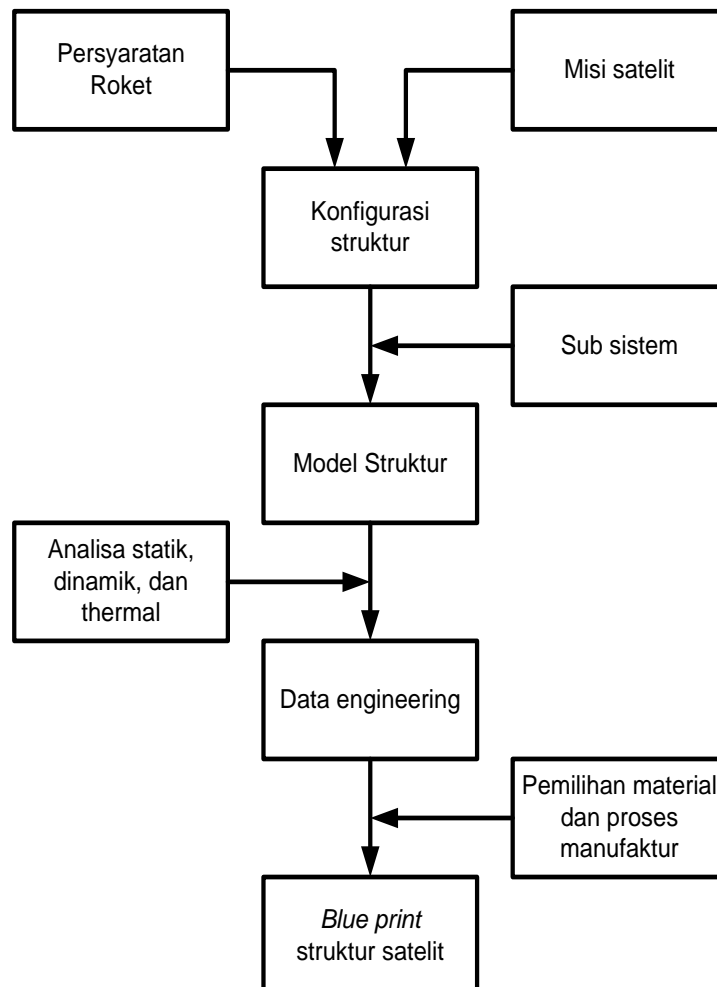 Persyaratan
Roket
Misi satelit
Konfigurasi
struktur
Sub sistem
Model Struktur
Analisa statik,
dinamik, dan
thermal
Data engineering
Pemilihan material
dan proses
manufaktur
Blue print
struktur satelit